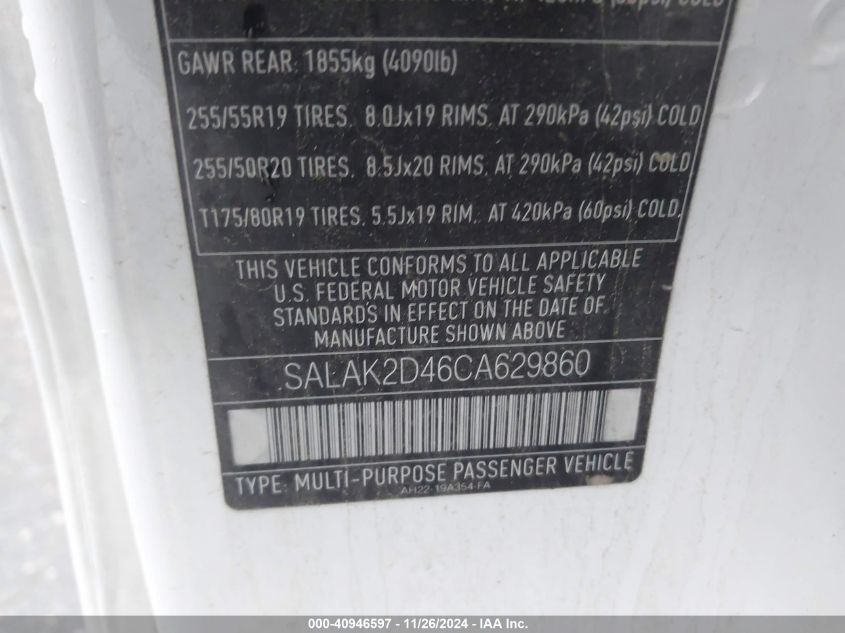 COLD
GAWR REAR: 1855kg (4090lb)
255/55R19 TIRES, 8.0Jx19 RIMS, AT 290kPa (42psi) COLD
255/50R20 TIRES, 8.5Jx20 RIMS, AT 290kPa (42psi) COLD
T175/80R19 TIRES, 5.5Jx19 RIM, AT 420kPa (60psi) COLD,
THIS VEHICLE CONFORMS TO ALL APPLICABLE
U.S. FEDERAL MOTOR VEHICLE SAFETY
STANDARDS IN EFFECT ON THE DATE OF
MANUFACTURE SHOWN ABOVE
SALAK2D46CA629860
TYPE: MULTI-PURPOSE PASSENGER VEHICLE
AH22-19A354-FA
000-40946597 - 11/26/2024 - IAA Holdings, LLC.